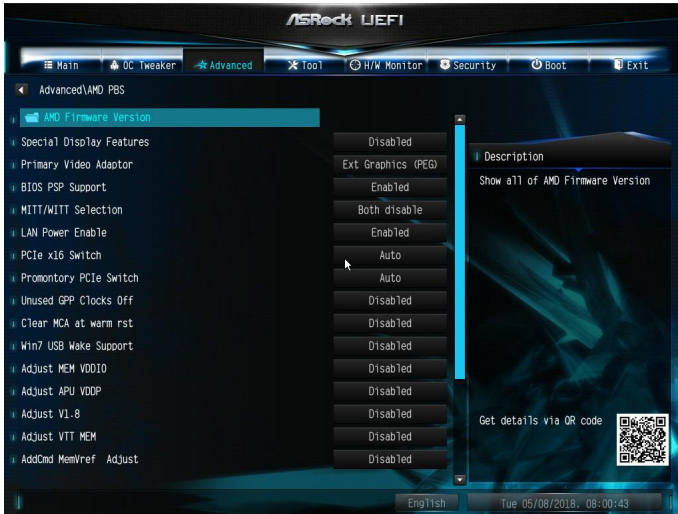 ASRock UEFI
Main OC Tweaker Advanced Tool H/W Monitor Security Boot Exit
Advanced\AMD PBS
AMD Firmware Version
Special Display Features Disabled
Primary Video Adaptor Ext Graphics (PEG)
BIOS PSP Support Enabled
MITT/WITT Selection Both disable
LAN Power Enable Enabled
PCIe x16 Switch Auto
Promontory PCIe Switch Auto
Unused GPP Clocks Off Disabled
Clear MCA at warm rst Disabled
Win7 USB Wake Support Disabled
Adjust MEM VDDIO Disabled
Adjust APU VDDP Disabled
Adjust V1.8 Disabled
Adjust VTT MEM Disabled
AddCmd MemVref Adjust Disabled
Description
Show all of AMD Firmware Version
Get details via QR code
English
Tue 05/08/2018. 08:00:43